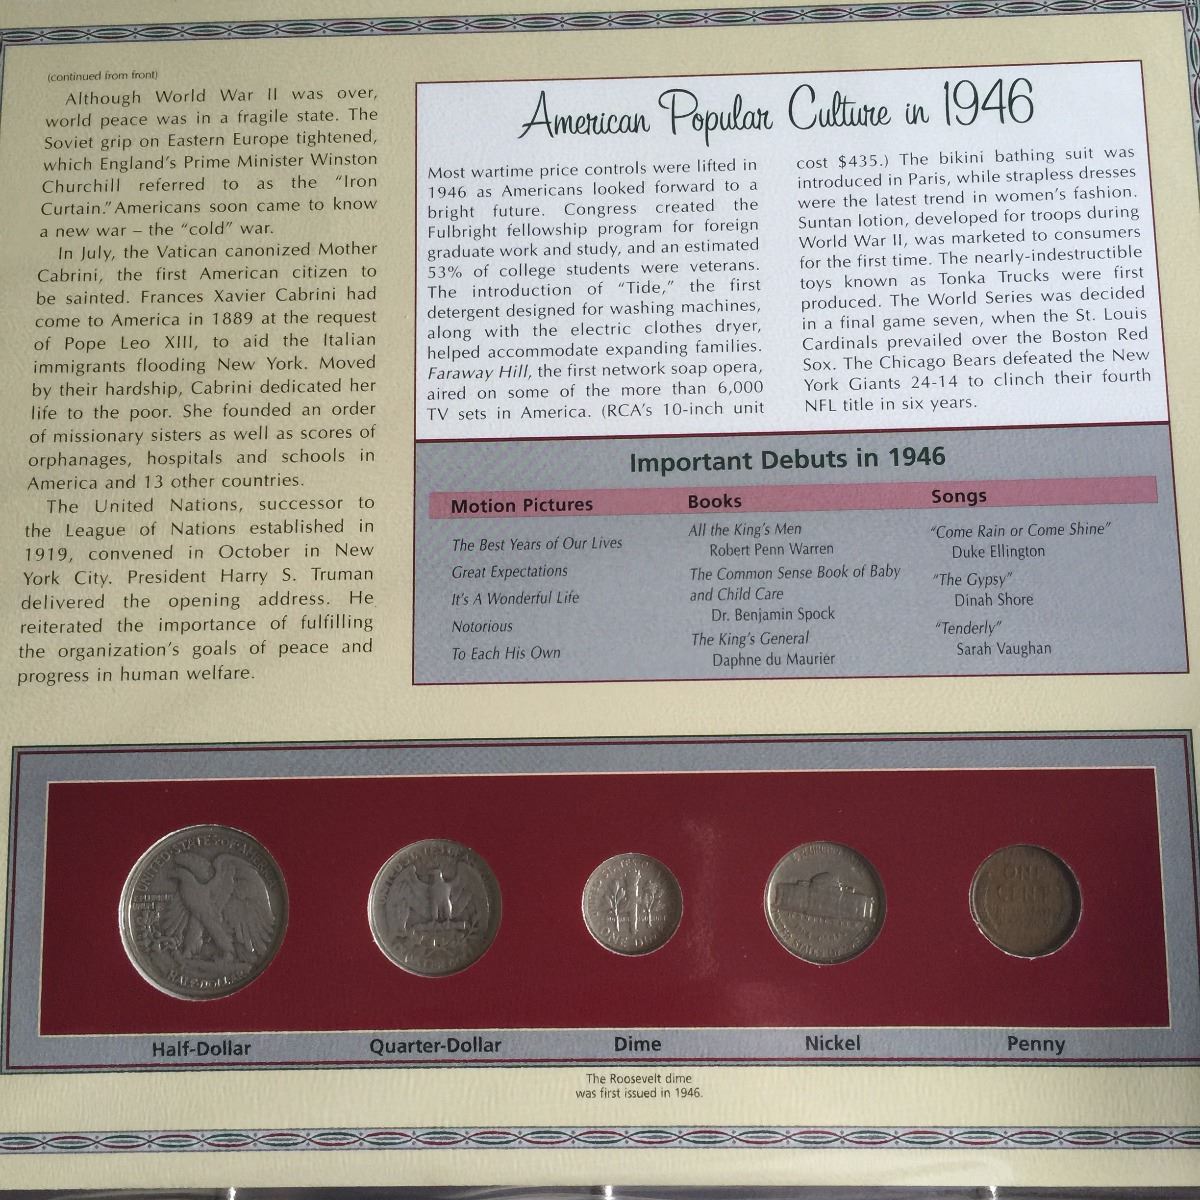 (continued from front)
Although World War II was over,
world peace was in a fragile state. The
Soviet grip on Eastern Europe tightened,
which England's Prime Minister Winston
Churchill referred to as the "Iron
Curtain." Americans soon came to know
a new war – the "cold" war.
In July, the Vatican canonized Mother
Cabrini, the first American citizen to
be sainted. Frances Xavier Cabrini had
come to America in 1889 at the request
of Pope Leo XIII, to aid the Italian
immigrants flooding New York. Moved
by their hardship, Cabrini dedicated her
life to the poor. She founded an order
of missionary sisters as well as scores of
orphanages, hospitals and schools in
America and 13 other countries.
The United Nations, successor to
the League of Nations established in
1919, convened in October in New
York City. President Harry S. Truman
delivered the opening address. He
reiterated the importance of fulfilling
the organization's goals of peace and
progress in human welfare.
American Popular Culture in 1946
Most wartime price controls were lifted in
1946 as Americans looked forward to a
bright future. Congress created the
Fulbright fellowship program for foreign
graduate work and study, and an estimated
53% of college students were veterans.
The introduction of "Tide," the first
detergent designed for washing machines,
along with the electric clothes dryer,
helped accommodate expanding families.
Faraway Hill, the first network soap opera,
aired on some of the more than 6,000
TV sets in America. (RCA's 10-inch unit
cost $435.) The bikini bathing suit was
introduced in Paris, while strapless dresses
were the latest trend in women's fashion.
Suntan lotion, developed for troops during
World War II, was marketed to consumers
for the first time. The nearly-indestructible
toys known as Tonka Trucks were first
produced. The World Series was decided
in a final game seven, when the St. Louis
Cardinals prevailed over the Boston Red
Sox. The Chicago Bears defeated the New
York Giants 24-14 to clinch their fourth
NFL title in six years.
Important Debuts in 1946
Motion Pictures
The Best Years of Our Lives
Great Expectations
It's A Wonderful Life
Notorious
To Each His Own
Books
All the King's Men
Robert Penn Warren
The Common Sense Book of Baby
and Child Care
Dr. Benjamin Spock
The King's General
Daphne du Maurier
Songs
"Come Rain or Come Shine"
Duke Ellington
"The Gypsy"
Dinah Shore
"Tenderly"
Sarah Vaughan
UNITED STATES OF AMERICA
HALF DOLLAR
ONE DIME
ONE
CENT
Half-Dollar
Quarter-Dollar
Dime
Nickel
Penny
The Roosevelt dime
was first issued in 1946.